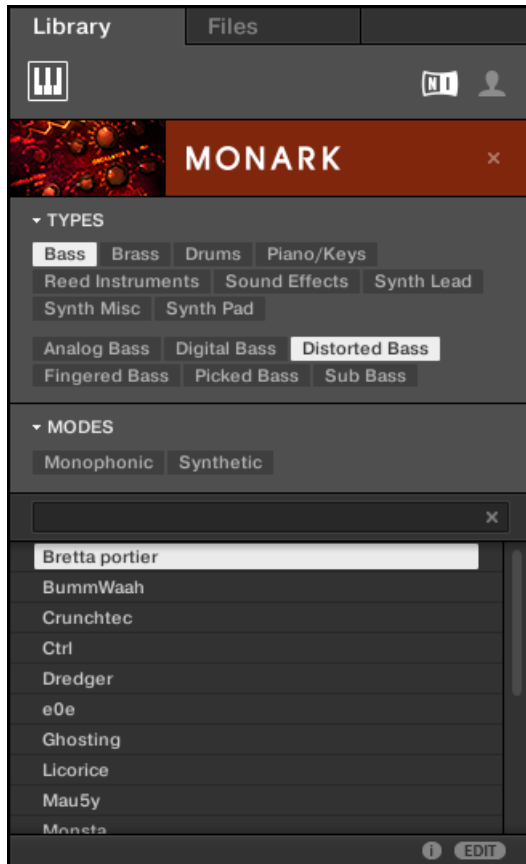 Library Files
NI
MONARK ×
TYPES
Bass Brass Drums Piano/Keys
Reed Instruments Sound Effects Synth Lead
Synth Misc Synth Pad
Analog Bass Digital Bass Distorted Bass
Fingered Bass Picked Bass Sub Bass
MODES
Monophonic Synthetic
×
Bretta portier
BummWaah
Crunchtec
Ctrl
Dredger
e0e
Ghosting
Licorice
Mau5y
Monsta
i EDIT